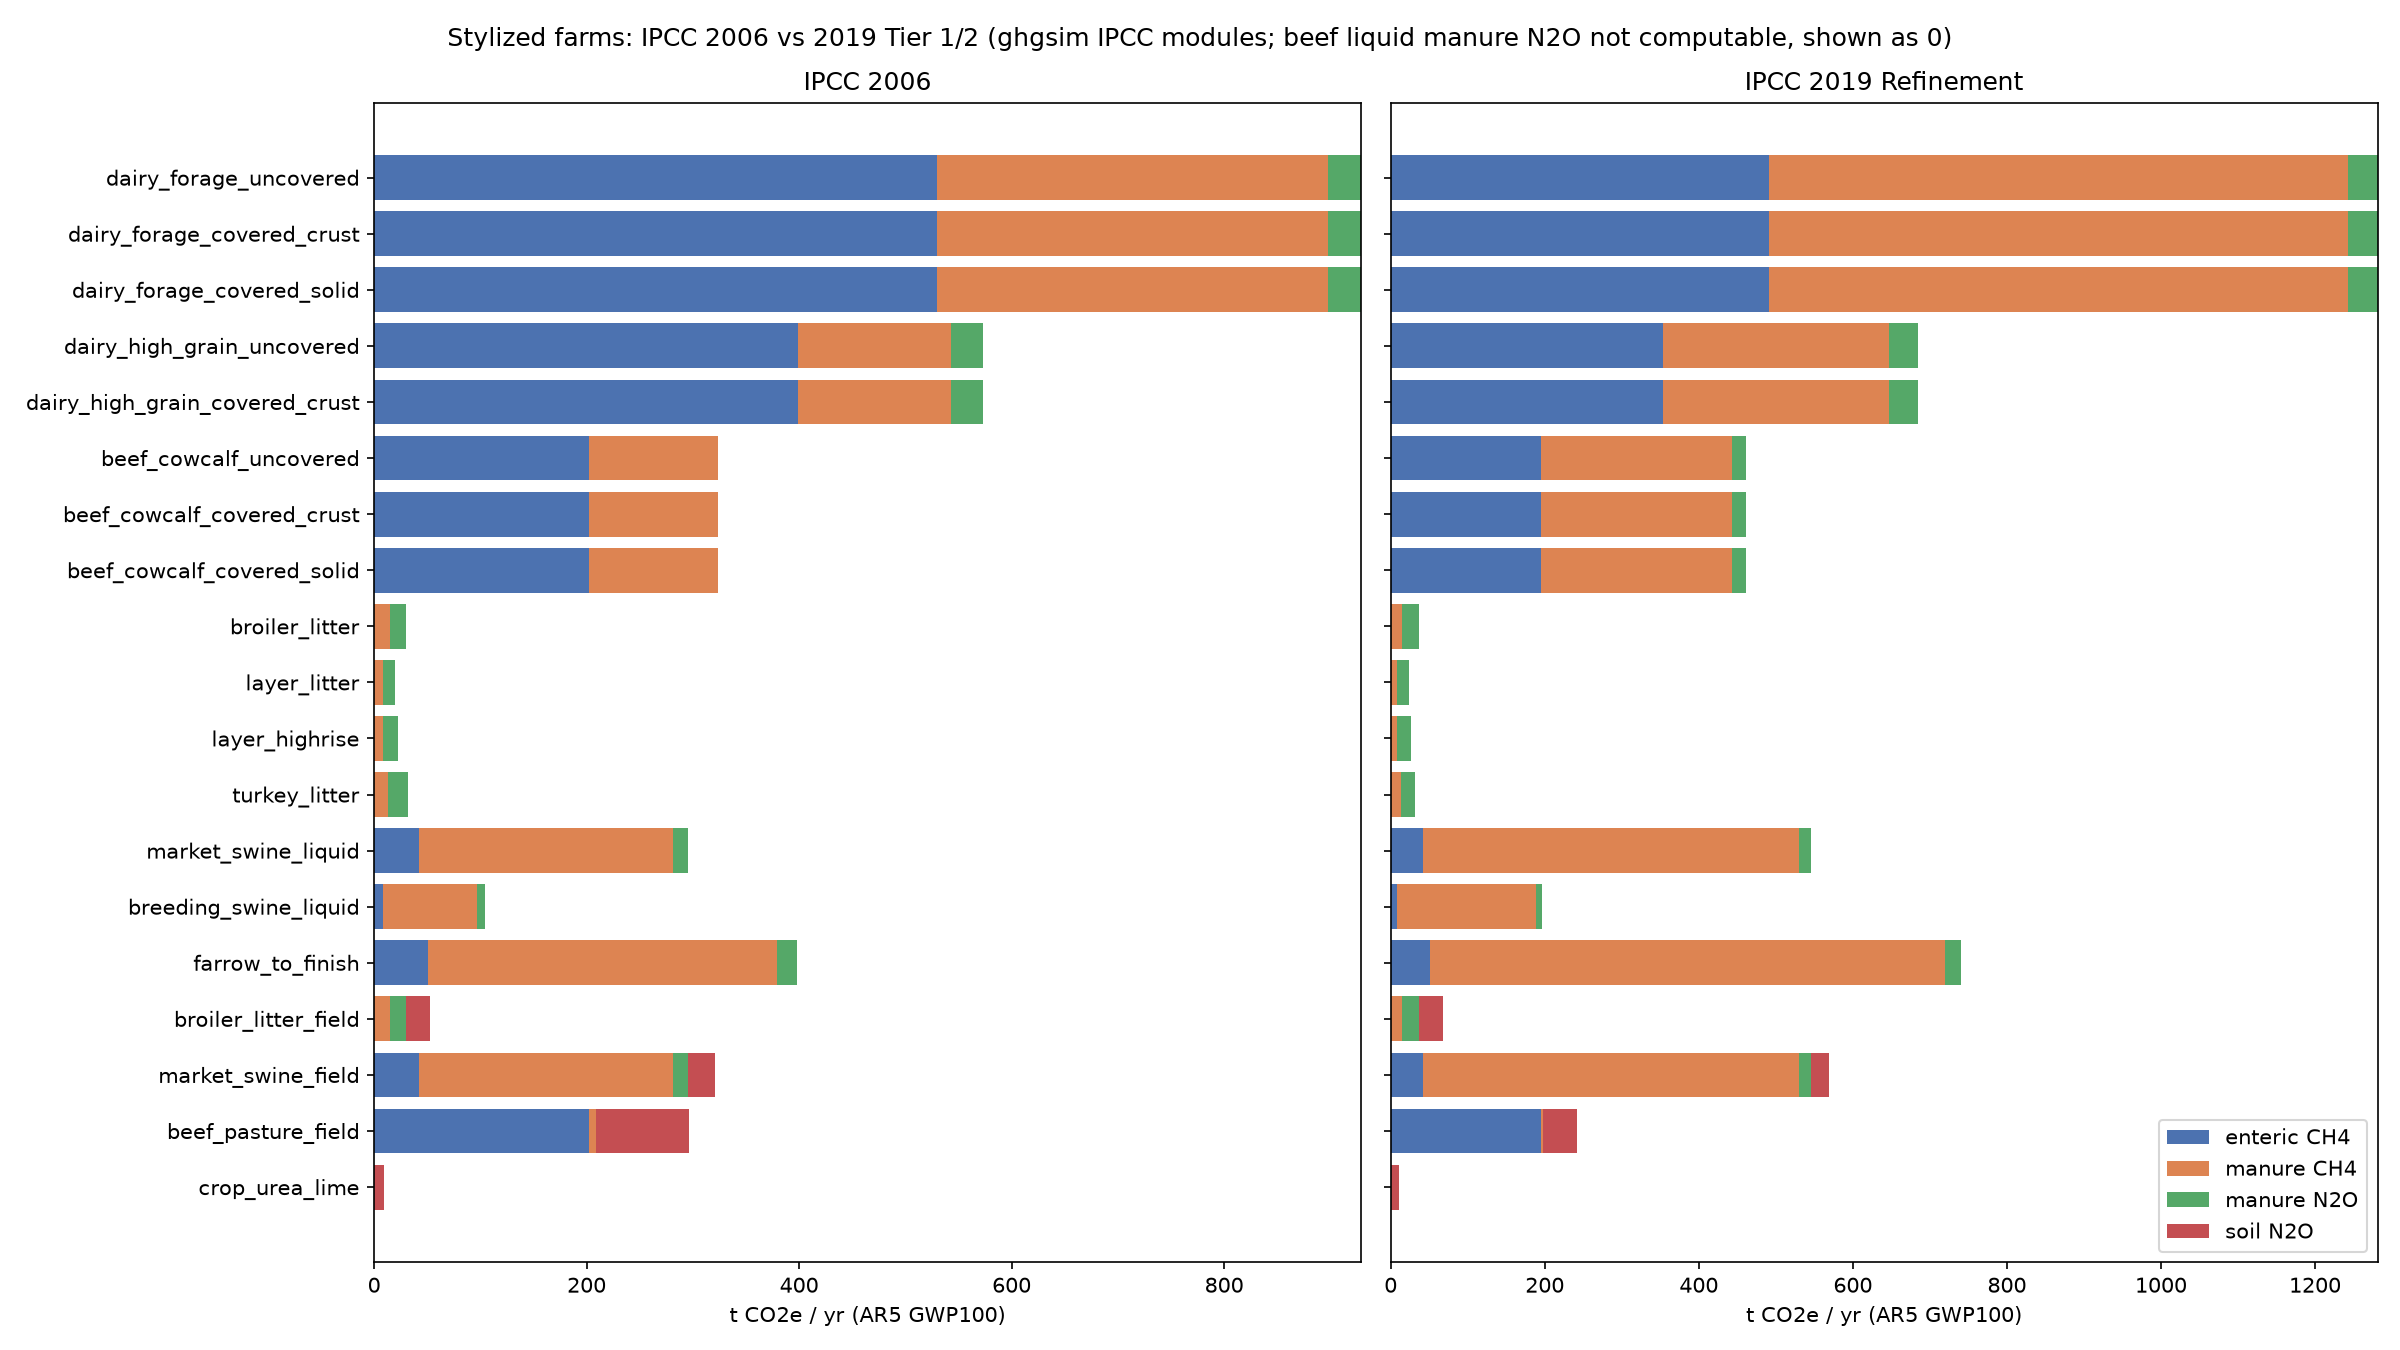 Stylized farms: IPCC 2006 vs 2019 Tier 1/2 (ghgsim IPCC modules; beef liquid manure N2O not computable, shown as 0)
IPCC 2006
IPCC 2019 Refinement
dairy_forage_uncovered
dairy_forage_covered_crust
dairy_forage_covered_solid
dairy_high_grain_uncovered
dairy_high_grain_covered_crust
beef_cowcalf_uncovered
beef_cowcalf_covered_crust
beef_cowcalf_covered_solid
broiler_litter
layer_litter
layer_highrise
turkey_litter
market_swine_liquid
breeding_swine_liquid
farrow_to_finish
broiler_litter_field
market_swine_field
beef_pasture_field
crop_urea_lime
enteric CH4
manure CH4
manure N2O
soil N2O
0 200 400 600 800
0 200 400 600 800 1000 1200
t CO2e / yr (AR5 GWP100)
t CO2e / yr (AR5 GWP100)